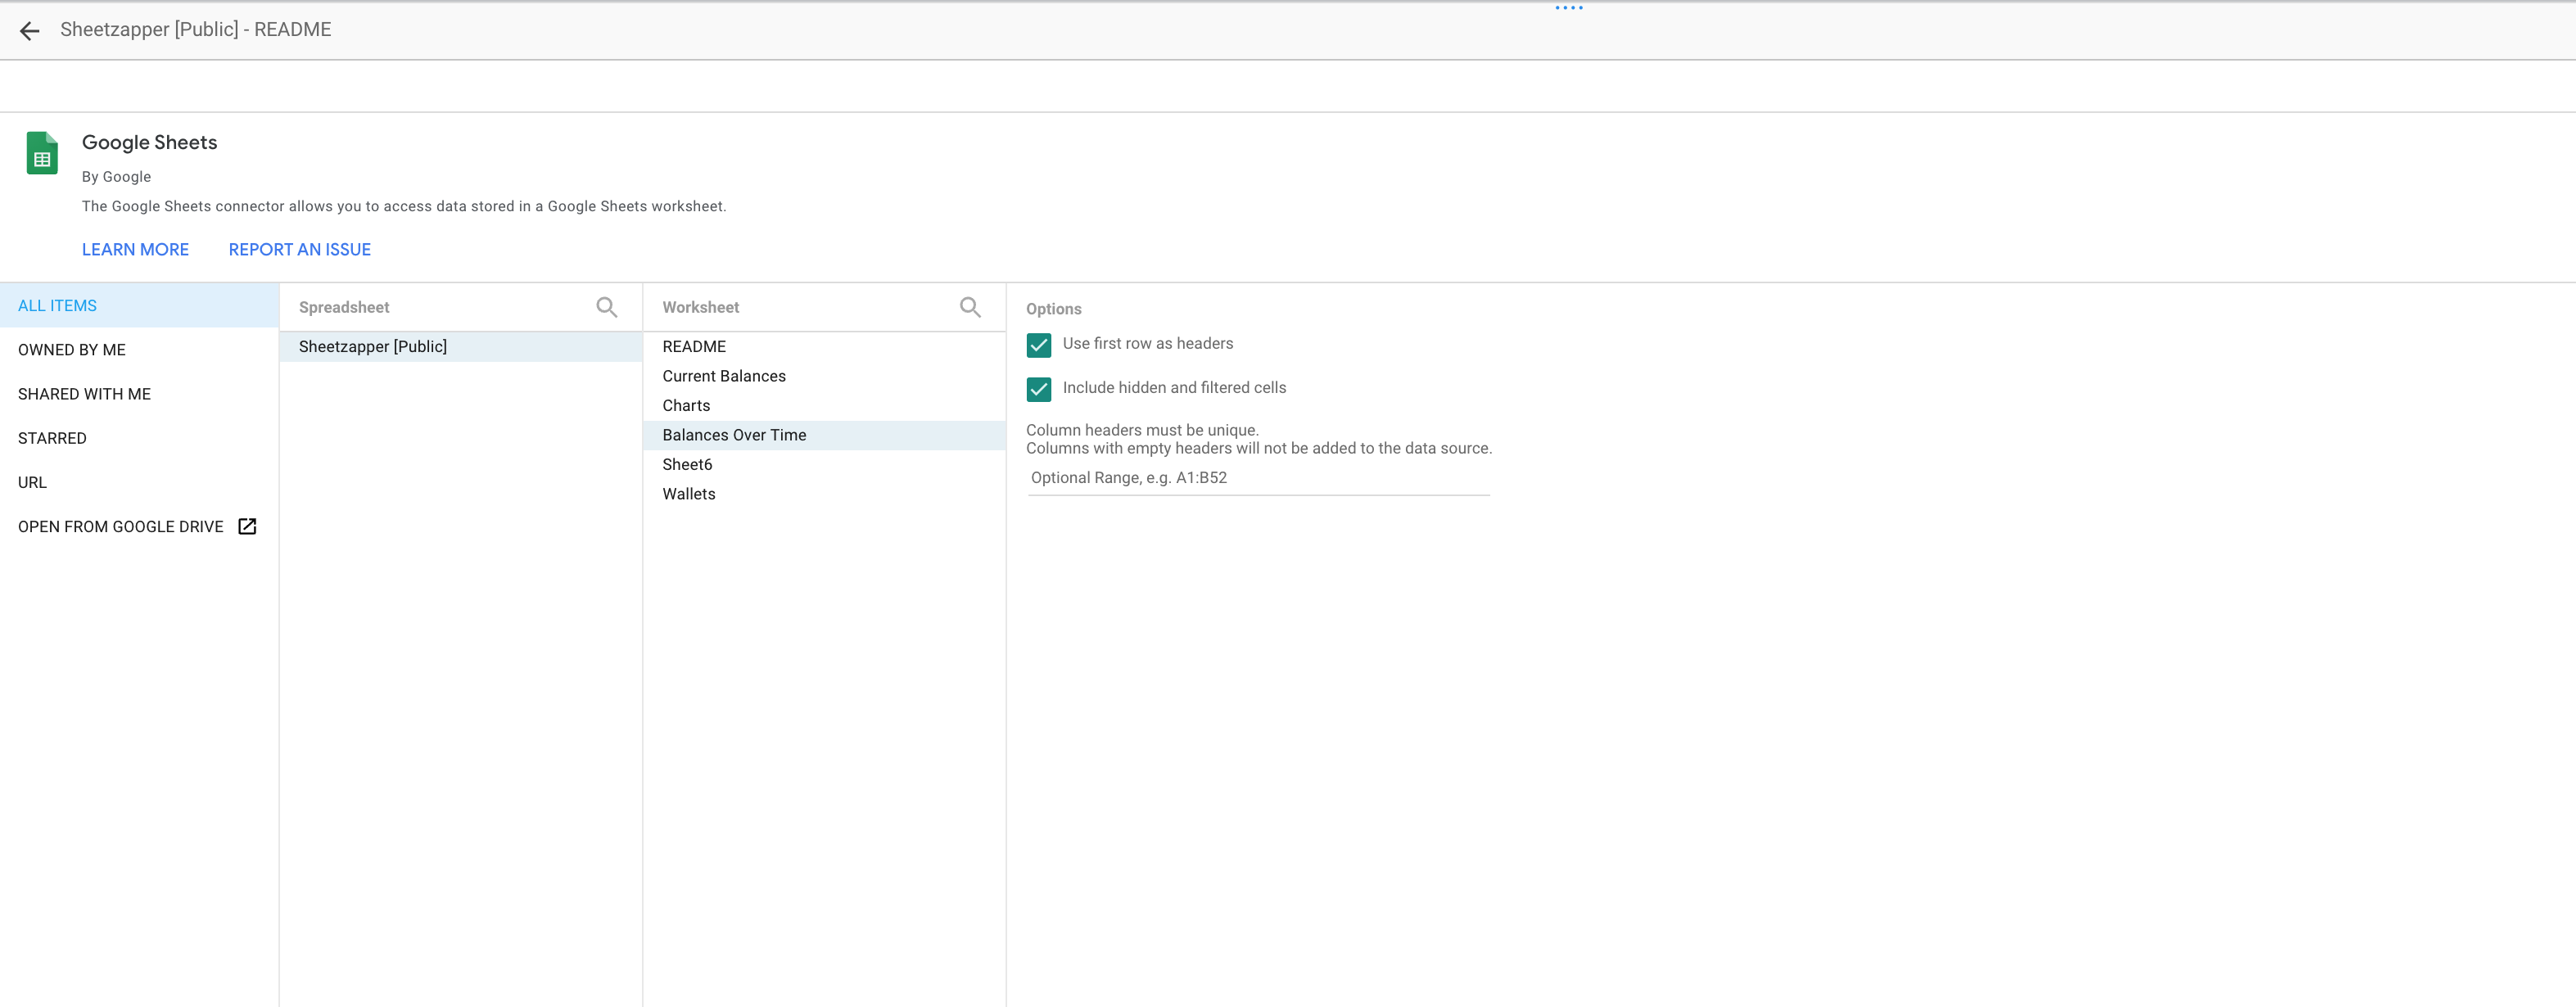 Sheetzapper [Public] - README
Google Sheets
By Google
The Google Sheets connector allows you to access data stored in a Google Sheets worksheet.
LEARN MORE REPORT AN ISSUE
ALL ITEMS
OWNED BY ME
SHARED WITH ME
STARRED
URL
OPEN FROM GOOGLE DRIVE
Spreadsheet
Sheetzapper [Public]
Worksheet
README
Current Balances
Charts
Balances Over Time
Sheet6
Wallets
Options
Use first row as headers
Include hidden and filtered cells
Column headers must be unique.
Columns with empty headers will not be added to the data source.
Optional Range, e.g. A1:B52